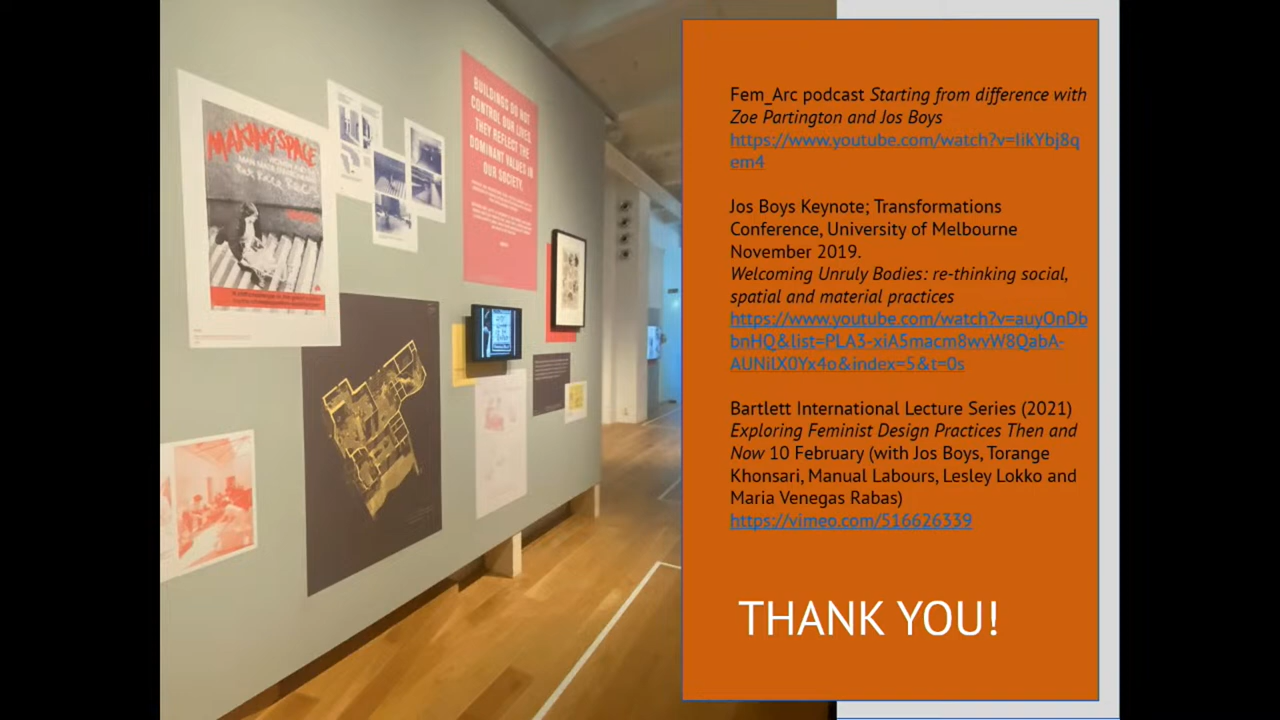 MAKING SPACE
BUILDINGS DO NOT
CONTROL OUR LIVES
THEY REFLECT THE
DOMINANT VALUES IN
OUR SOCIETY.
Fem_Arc podcast Starting from difference with
Zoe Partington and Jos Boys
https://www.youtube.com/watch?v=IikYbj8q
em4
Jos Boys Keynote; Transformations
Conference, University of Melbourne
November 2019.
Welcoming Unruly Bodies: re-thinking social,
spatial and material practices
https://www.youtube.com/watch?v=auyOnDb
bnHQ&list=PLA3-xiA5macm8wvW8QabA-
AUNilX0Yx4o&index=5&t=0s
Bartlett International Lecture Series (2021)
Exploring Feminist Design Practices Then and
Now 10 February (with Jos Boys, Torange
Khonsari, Manual Labours, Lesley Lokko and
Maria Venegas Rabas)
https://vimeo.com/516626339
THANK YOU!